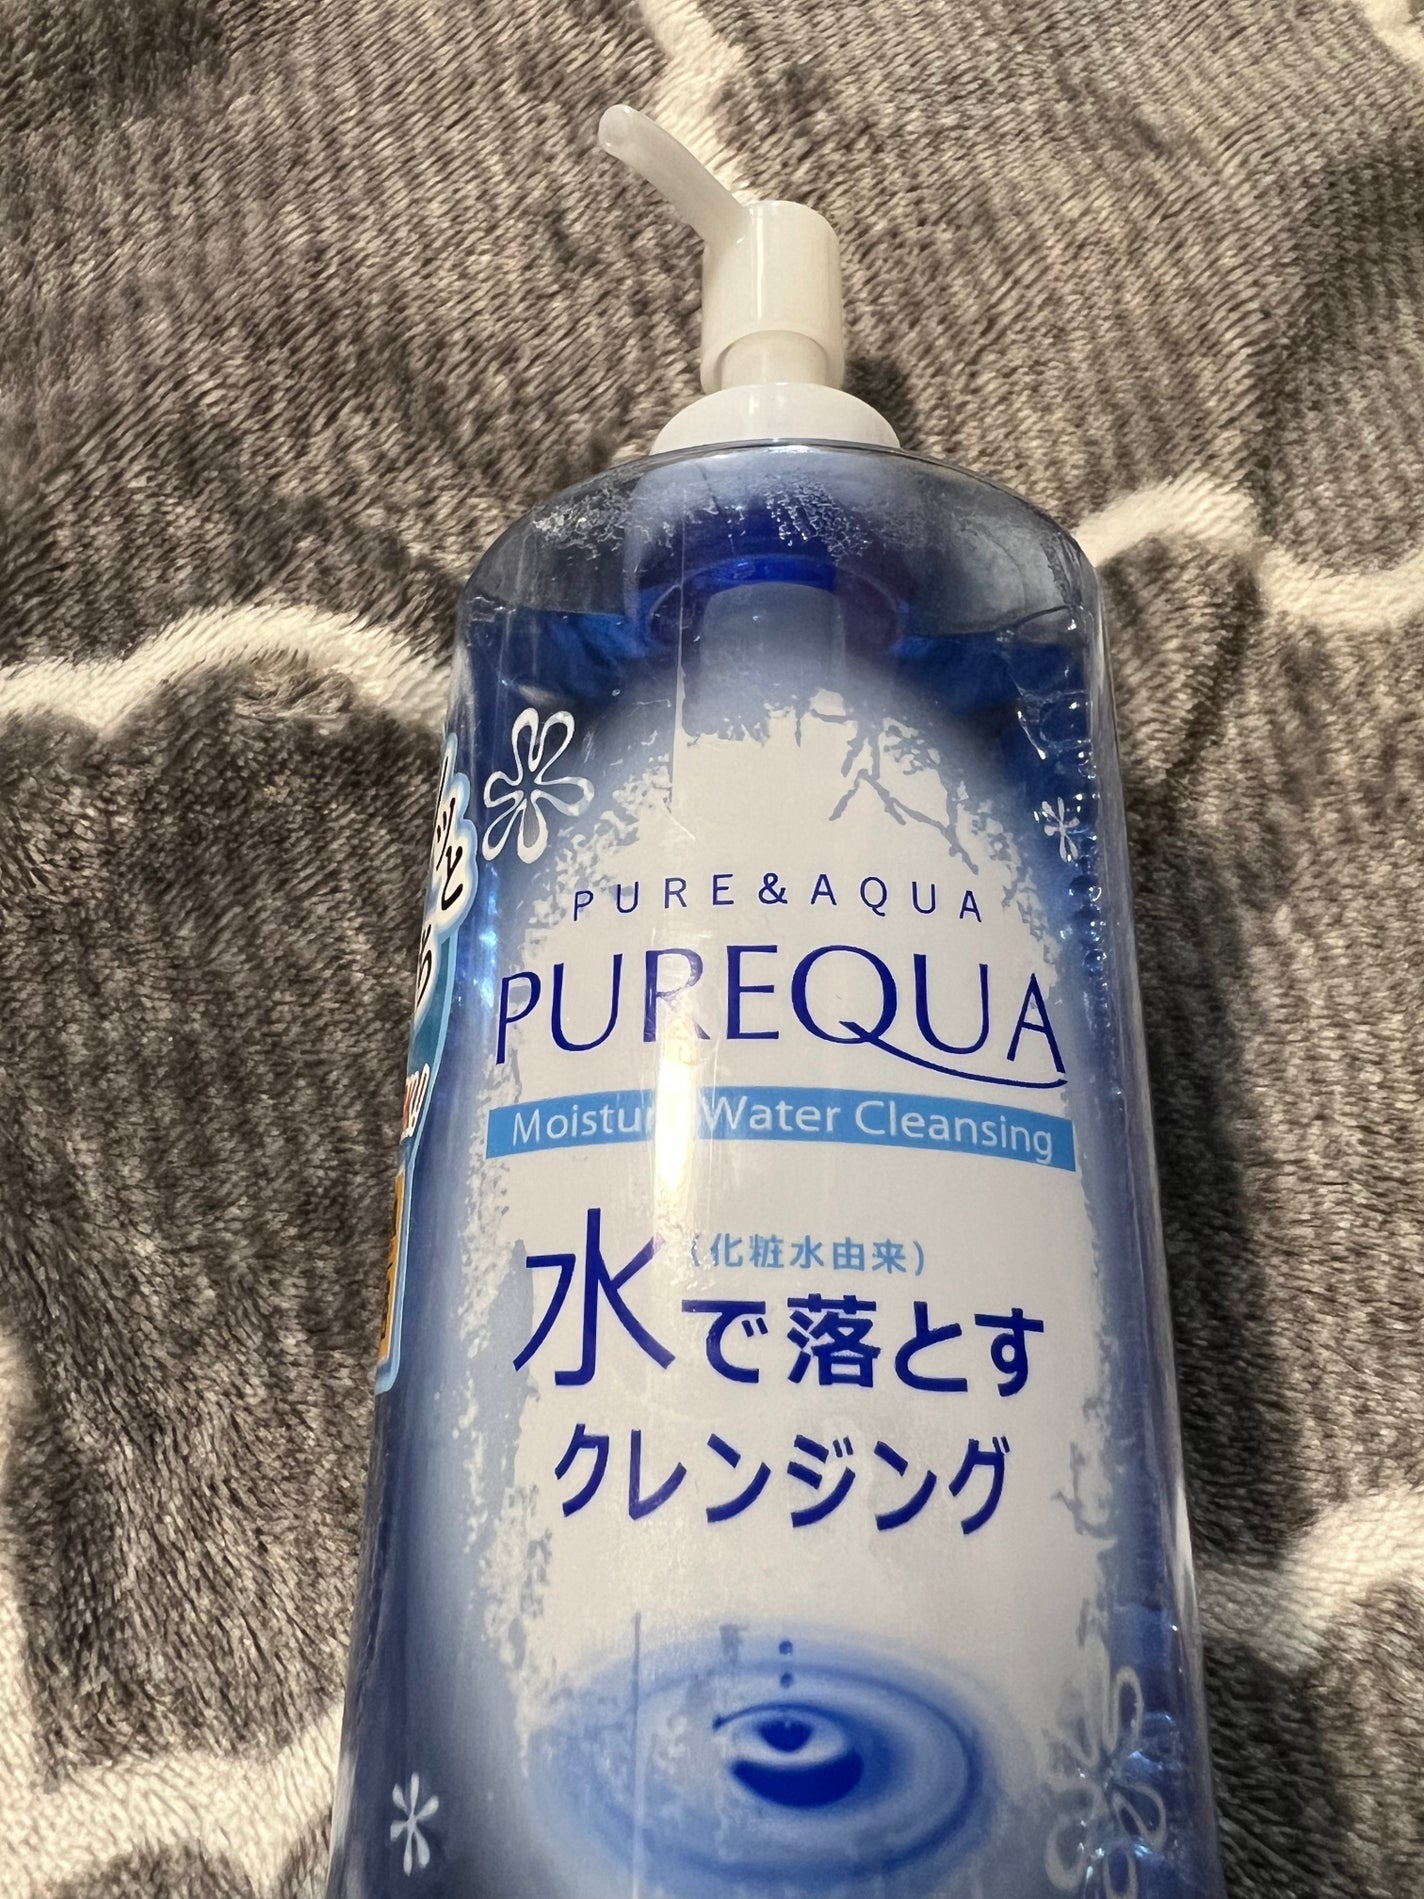 PURE&AQUA
PUREQUA
Moisture Water Cleansing
(化粧水由来)
水で落とす
クレンジング